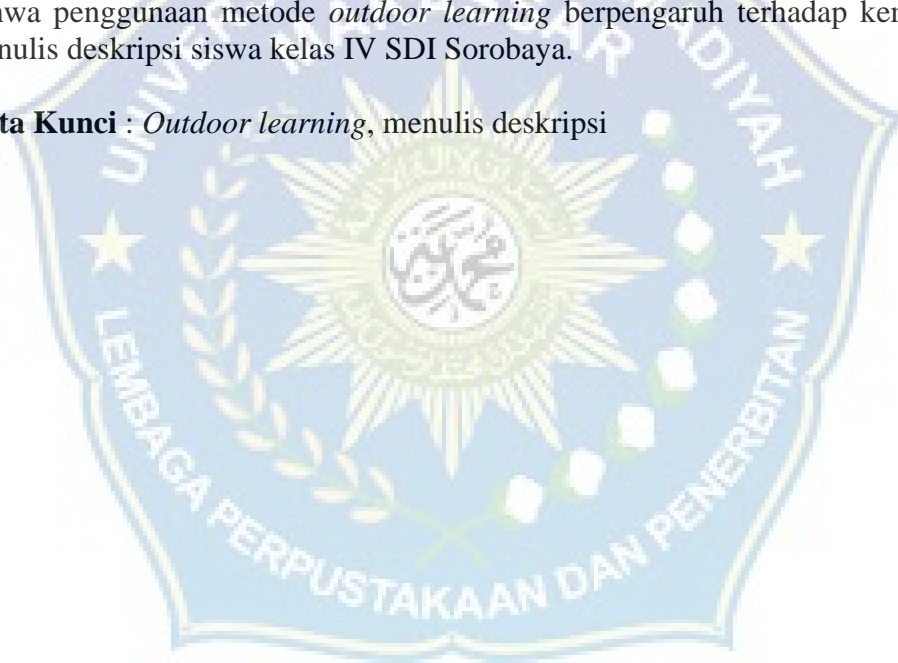 wa penggunaan metode outdoor learning berpengaruh terhadap ken
nulis deskripsi siswa kelas IV SDI Sorobaya.
ta Kunci : Outdoor learning, menulis deskripsi
LEMBAGA PERPUSTAKAAN DAN PENERBITAN